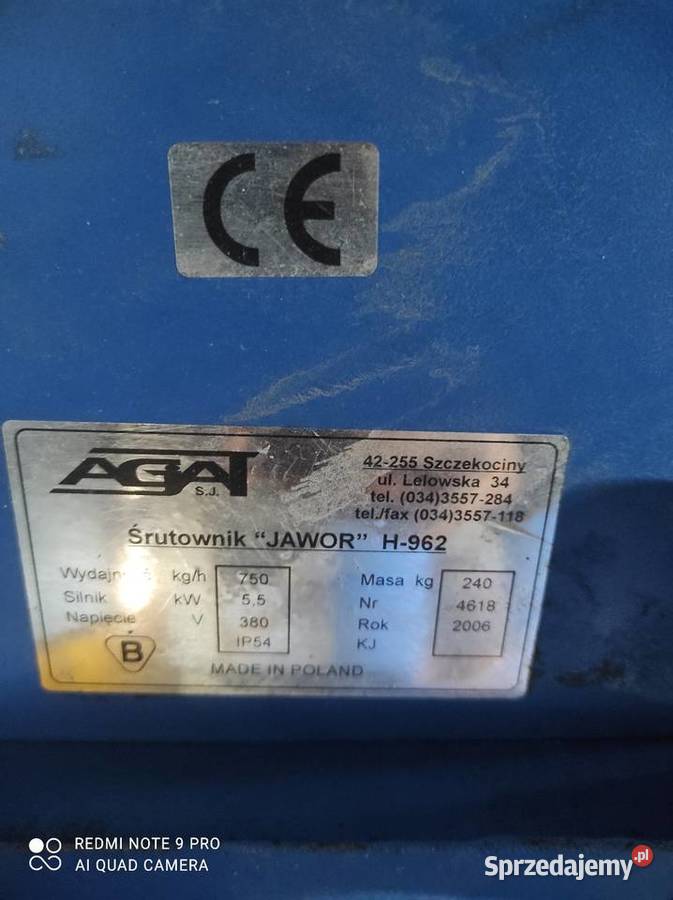 CE
AGAT
S.J.
42-255 Szczekociny
ul. Lelowska 34
tel. (034)3557-284
tel./fax (034)3557-118
Śrutownik "JAWOR" H-962
kg/h 750
Silnik kW 5,5
Napięcie V 380
IP54
B
Masa kg 240
Nr 4618
Rok 2006
KJ
MADE IN POLAND
REDMI NOTE 9 PRO
AI QUAD CAMERA
Sprzedajemy.pl